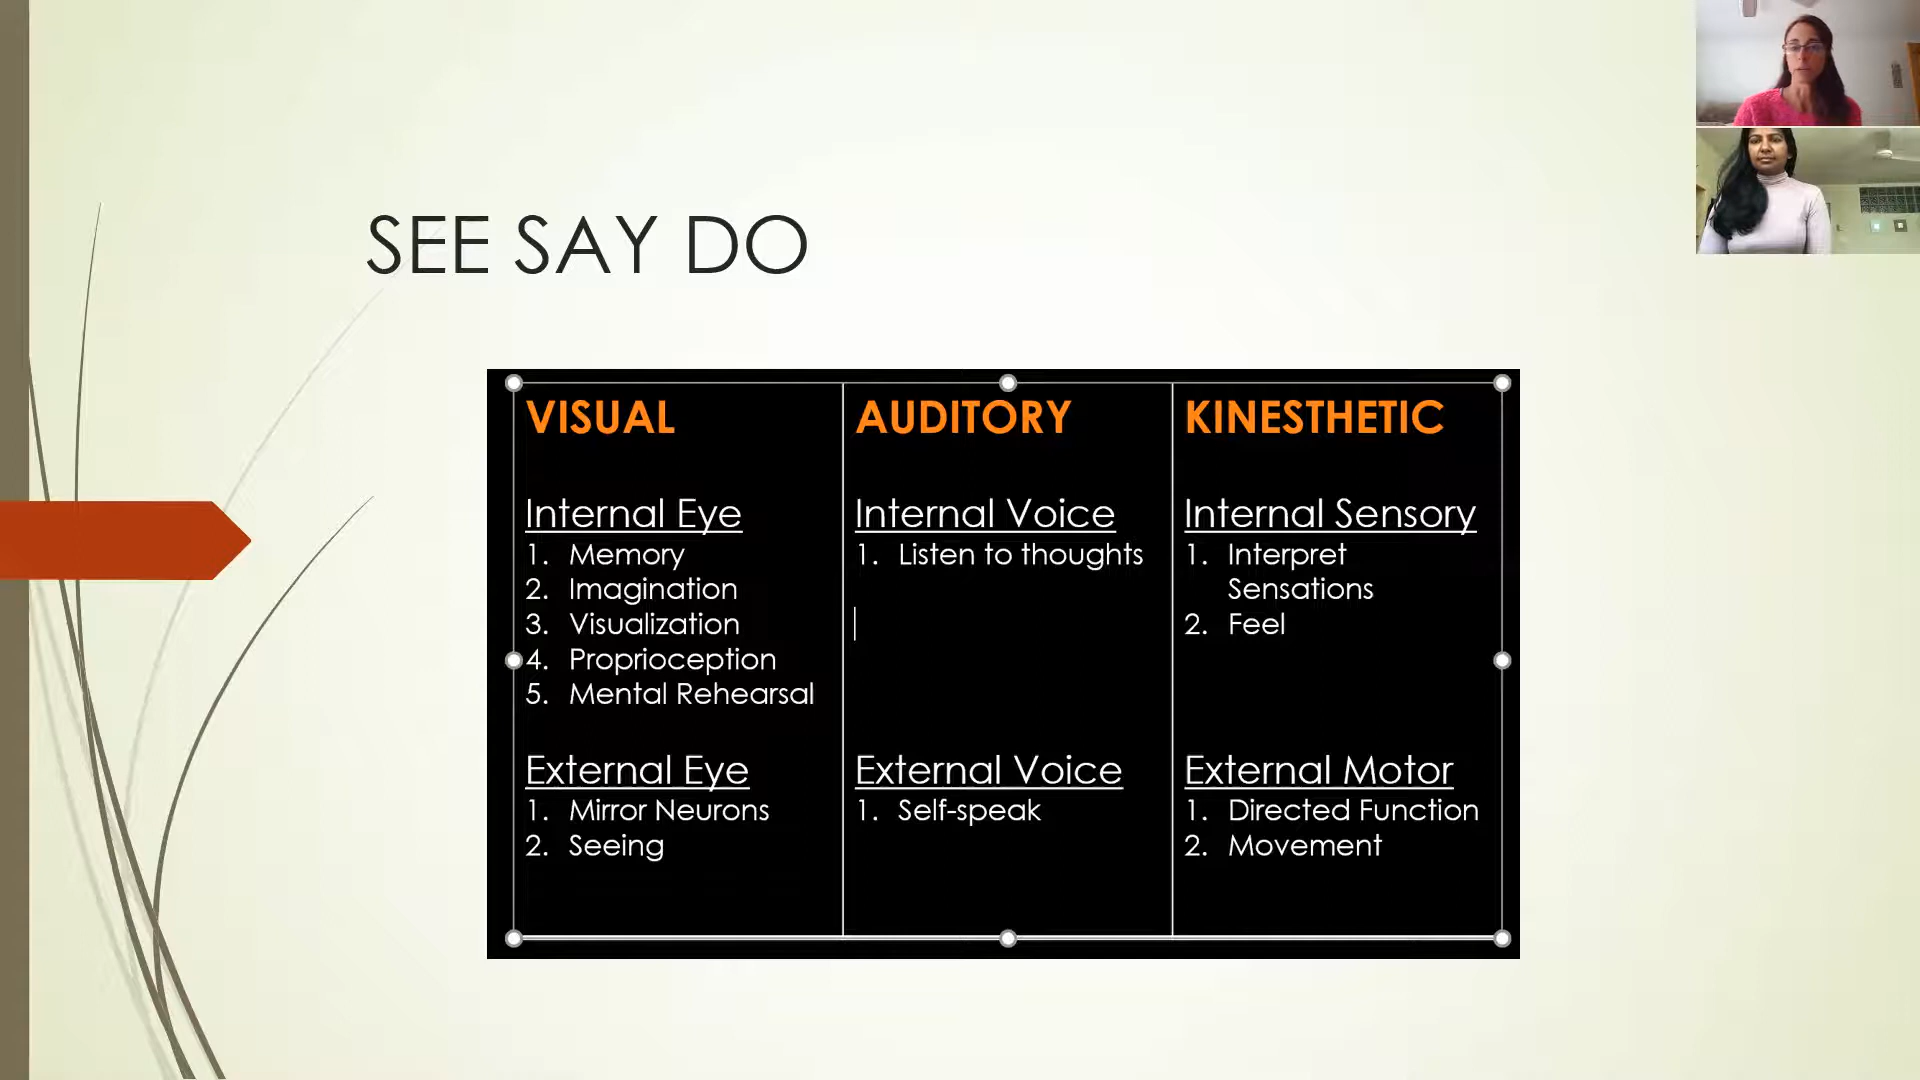 SEE SAY DO
VISUAL
Internal Eye
1. Memory
2. Imagination
3. Visualization
4. Proprioception
5. Mental Rehearsal
External Eye
1. Mirror Neurons
2. Seeing
AUDITORY
Internal Voice
1. Listen to thoughts
External Voice
1. Self-speak
KINESTHETIC
Internal Sensory
1. Interpret
Sensations
2. Feel
External Motor
1. Directed Function
2. Movement